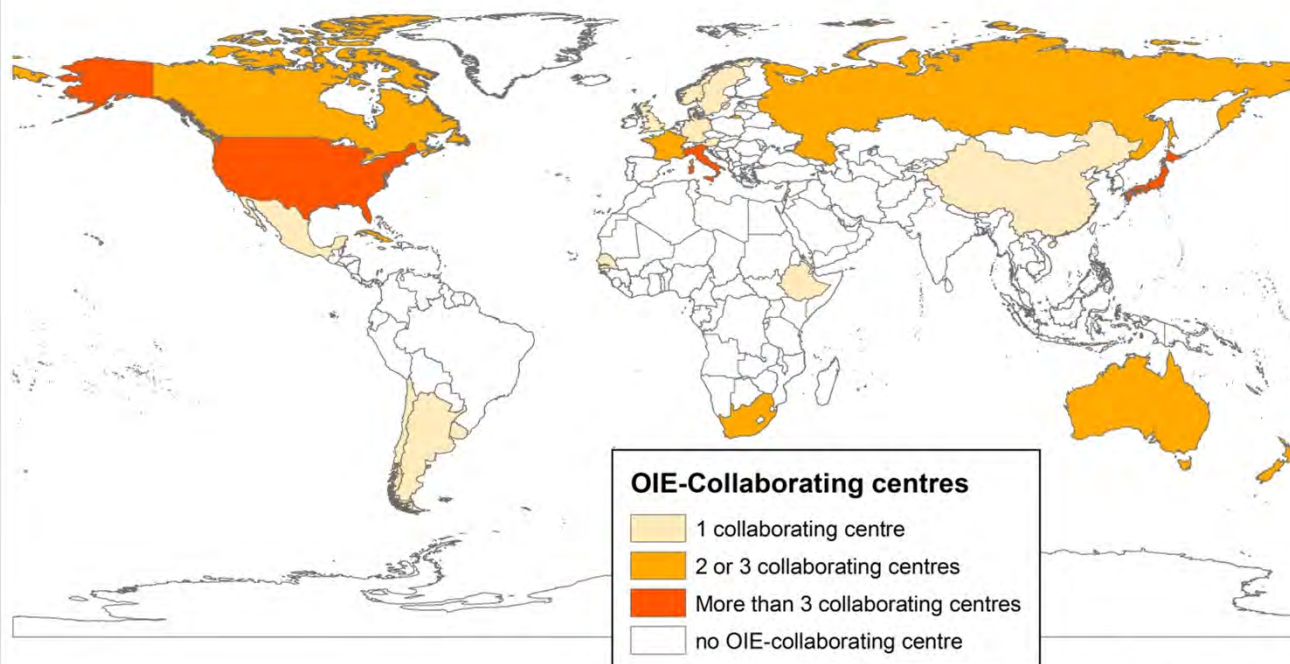 OIE-Collaborating centres
1 collaborating centre
2 or 3 collaborating centres
More than 3 collaborating centres
no OIE-collaborating centre